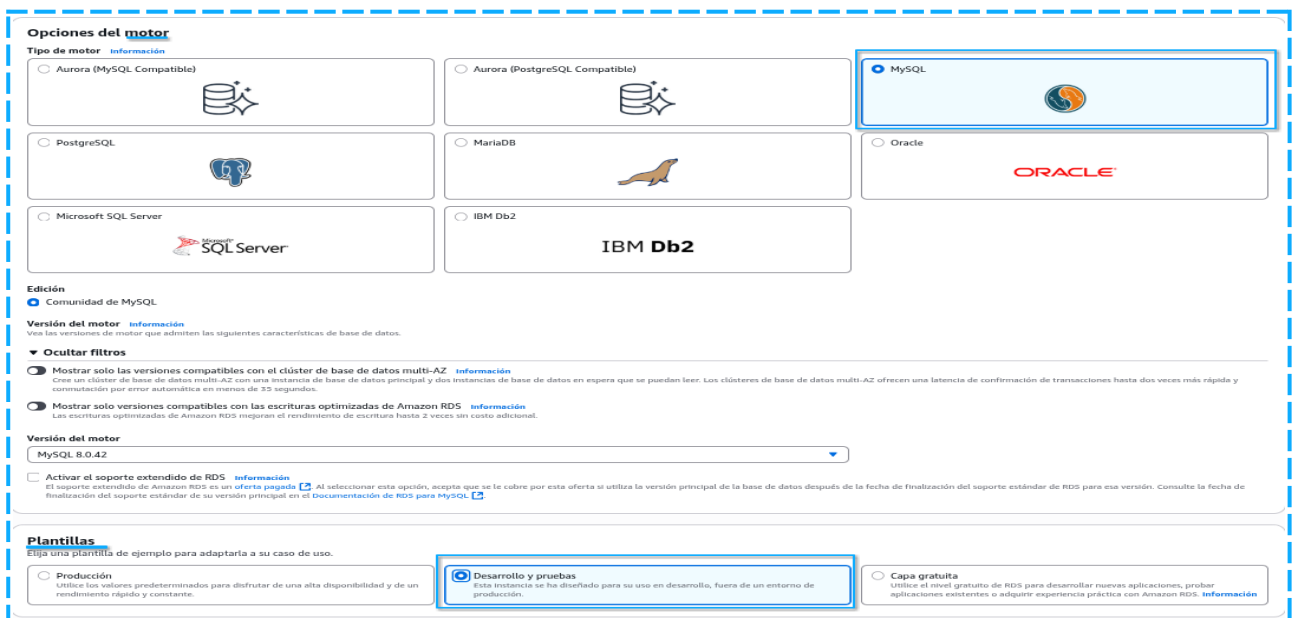 Opciones del motor
Tipo de motor Información
Aurora (MySQL Compatible)
Aurora (PostgreSQL Compatible)
MySQL
PostgreSQL
MariaDB
Oracle
ORACLE
Microsoft SQL Server
Microsoft
SQL Server
IBM Db2
IBM Db2
Edición
Comunidad de MySQL
Versión del motor Información
Vea las versiones de motor que admiten las siguientes características de base de datos.
Ocultar filtros
Mostrar solo las versiones compatibles con el clúster de base de datos multi-AZ Información
Cree un clúster de base de datos multi-AZ con una instancia de base de datos principal y dos instancias de base de datos en espera que se puedan leer. Los clústeres de base de datos multi-AZ ofrecen una latencia de confirmación de transacciones hasta dos veces más rápida y
conmutación por error automática en menos de 35 segundos.
Mostrar solo versiones compatibles con las escrituras optimizadas de Amazon RDS Información
Las escrituras optimizadas de Amazon RDS mejoran el rendimiento de escritura hasta 2 veces sin costo adicional.
Versión del motor
MySQL 8.0.42
Activar el soporte extendido de RDS Información
El soporte extendido de Amazon RDS es un oferta pagada. Al seleccionar esta opción, acepta que se le cobre por esta oferta si utiliza la versión principal de la base de datos después de la fecha de finalización del soporte estándar de RDS para esa versión. Consulte la fecha de
finalización del soporte estándar de su versión principal en el Documentación de RDS para MySQL.
Plantillas
Elija una plantilla de ejemplo para adaptarla a su caso de uso.
Producción
Utilice los valores predeterminados para disfrutar de una alta disponibilidad y de un
rendimiento rápido y constante.
Desarrollo y pruebas
Esta instancia se ha diseñado para su uso en desarrollo, fuera de un entorno de
producción.
Capa gratuita
Utilice el nivel gratuito de RDS para desarrollar nuevas aplicaciones, probar
aplicaciones existentes o adquirir experiencia práctica con Amazon RDS. Información